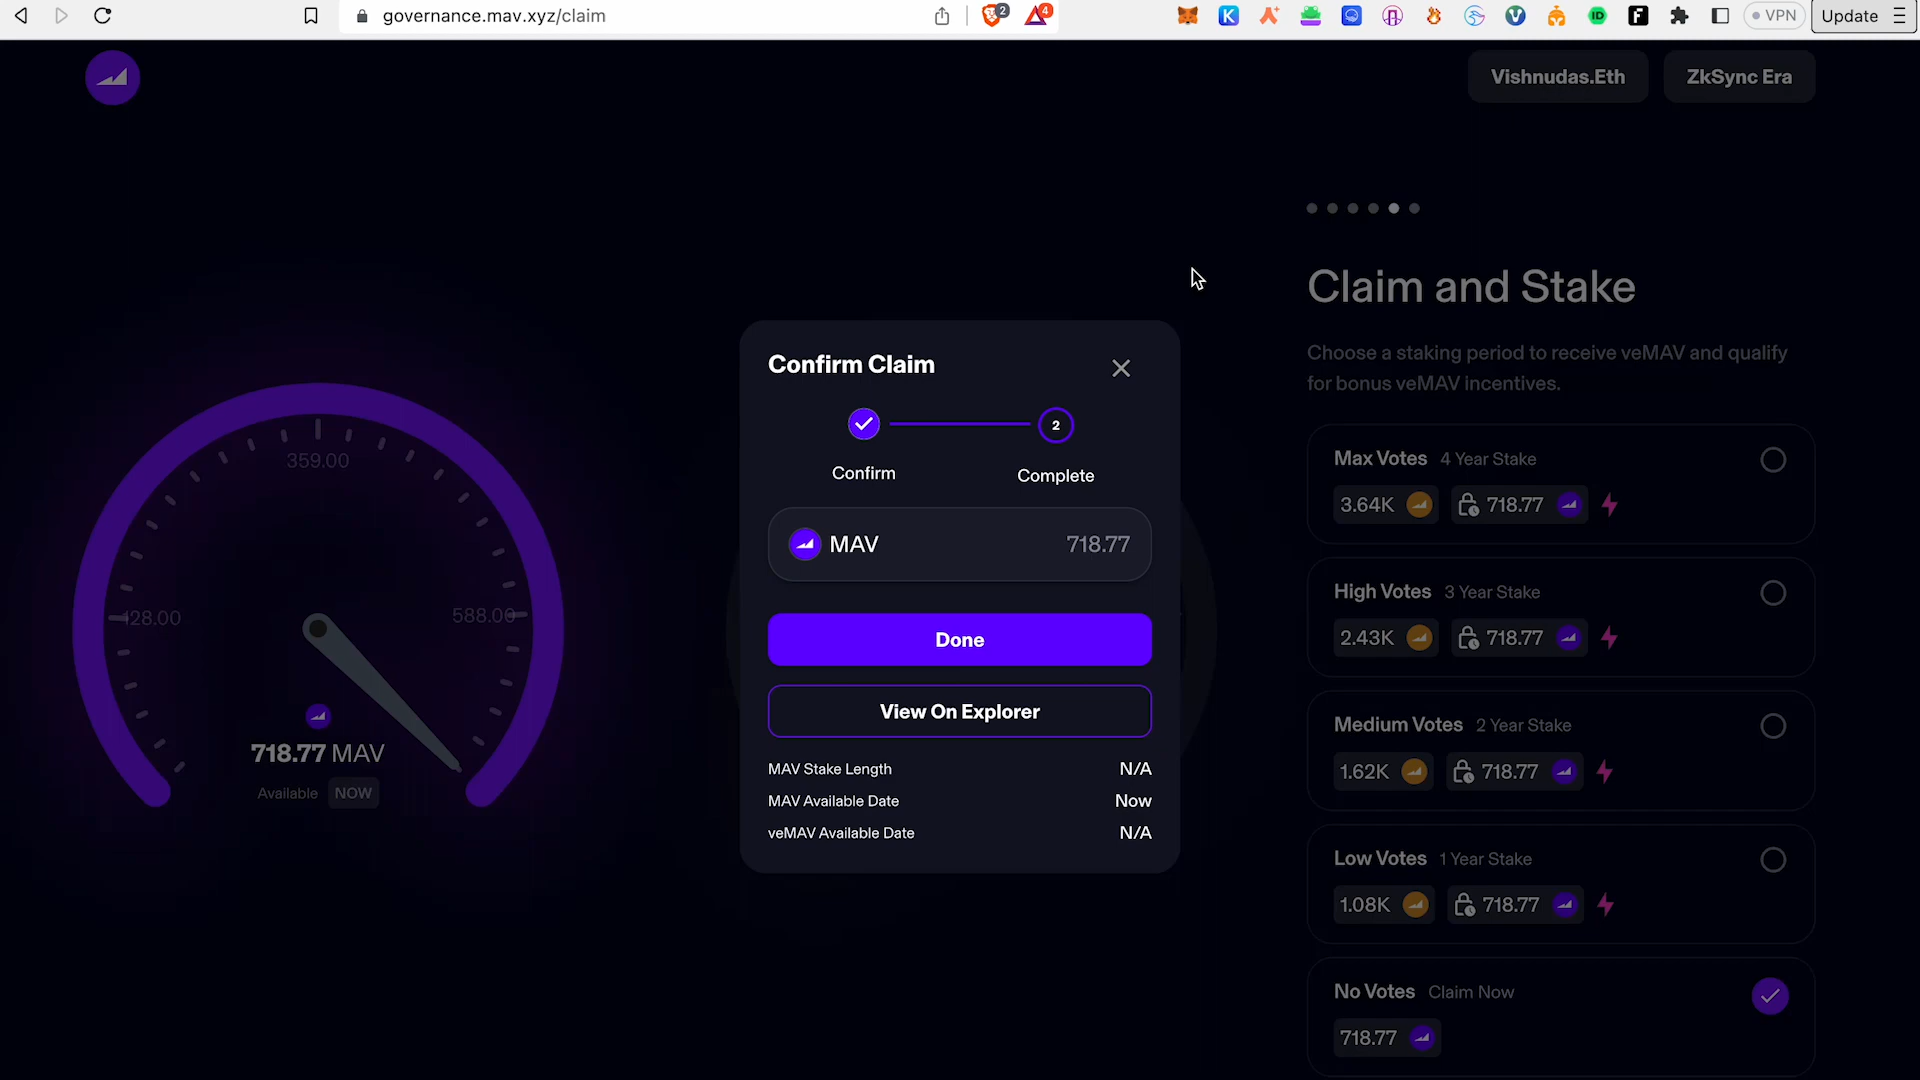 governance.mav.xyz/claim
2
4
ID
VPN
Update
Vishnudas.Eth
ZkSync Era
359.00
128.00
588.00
718.77 MAV
Available NOW
Confirm Claim
2
Confirm
Complete
MAV 718.77
Done
View On Explorer
MAV Stake Length N/A
MAV Available Date Now
veMAV Available Date N/A
Claim and Stake
Choose a staking period to receive veMAV and qualify
for bonus veMAV incentives.
Max Votes 4 Year Stake
3.64K 718.77
High Votes 3 Year Stake
2.43K 718.77
Medium Votes 2 Year Stake
1.62K 718.77
Low Votes 1 Year Stake
1.08K 718.77
No Votes Claim Now
718.77